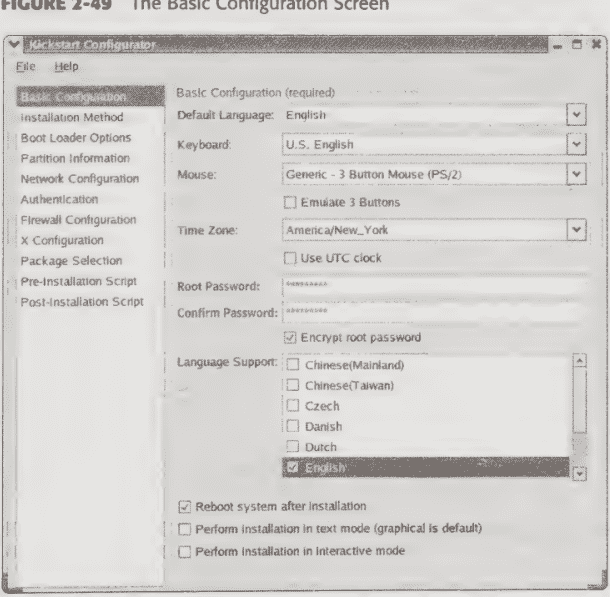 FIGURE 2-49 The Basic Configuration Screen
Kickstart Configurator
File Help
Basic Configuration
Installation Method
Boot Loader Options
Partition Information
Network Configuration
Authentication
Firewall Configuration
X Configuration
Package Selection
Pre-Installation Script
Post-Installation Script
Basic Configuration (required)
Default Language: English
Keyboard: U.S. English
Mouse: Generic - 3 Button Mouse (PS/2)
Emulate 3 Buttons
Time Zone: America/New_York
Use UTC clock
Root Password: *********
Confirm Password: *********
Encrypt root password
Language Support: Chinese(Mainland)
Chinese(Taiwan)
Czech
Danish
Dutch
English
Reboot system after installation
Perform installation in text mode (graphical is default)
Perform installation in interactive mode